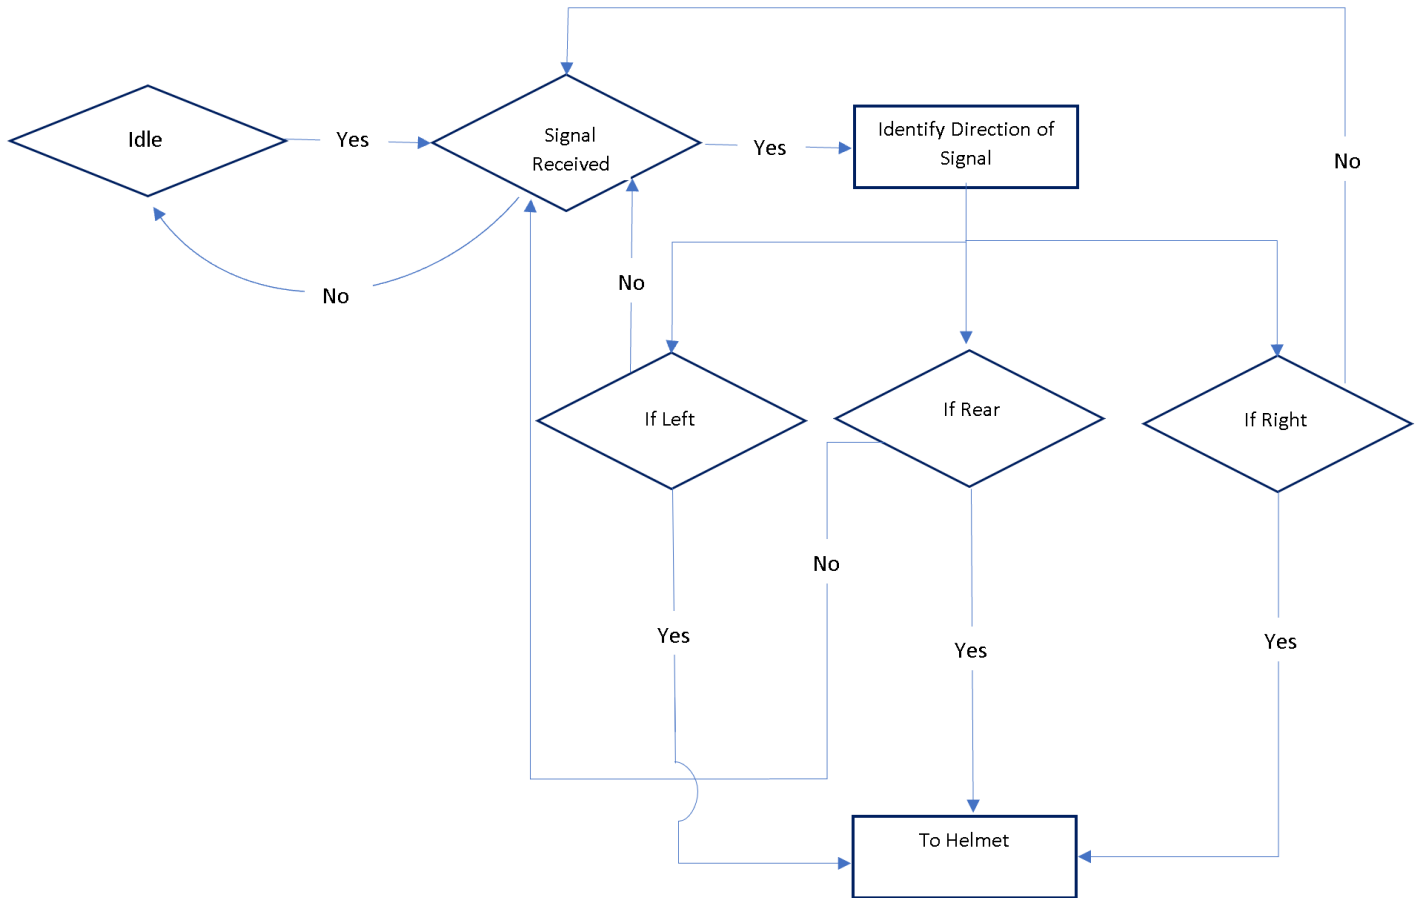 Idle
Yes
Signal
Received
Yes
Identify Direction of
Signal
No
No
No
If Left
If Rear
If Right
No
Yes
Yes
Yes
To Helmet